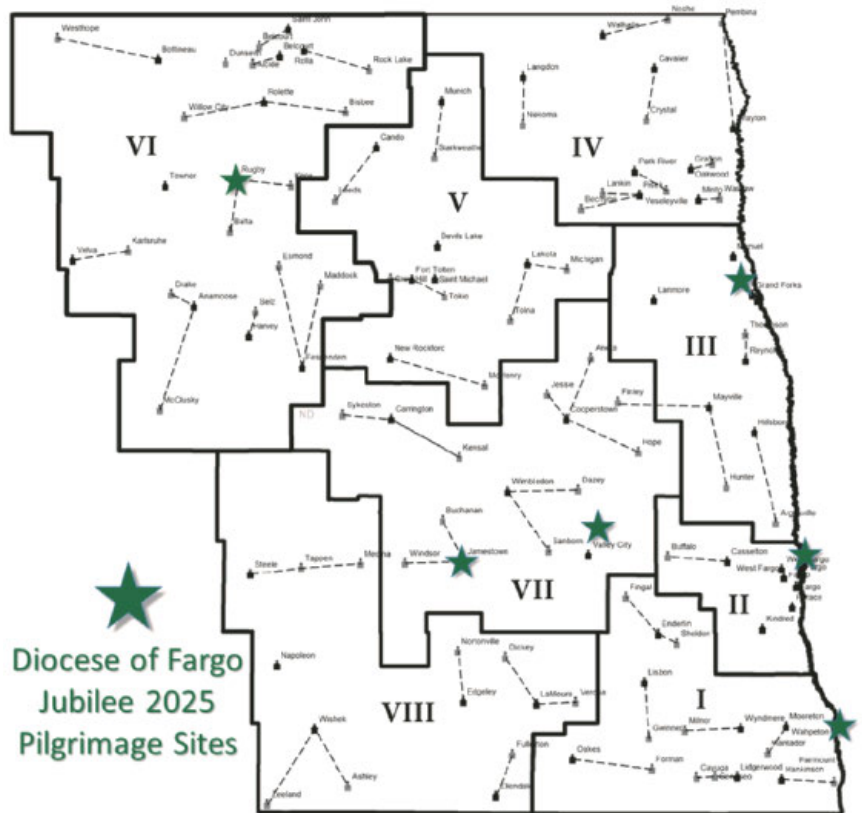 Westhope
Bottineau
Saint John
Belcourt
Rolla
Rock Lake
Rolette
Willow City
Bisbee
VI
Towner
Rugby
Balta
Velva
Karlsruhe
Esmond
Maddock
Drake
Anamoose
Harvey
McClusky
Munich
Starkweather
Cando
Leeds
V
Devils Lake
Fort Totten
Saint Michael
Tokio
Lakota
Michigan
Tolna
New Rockford
McHenry
Langdon
Nekoma
Walhalla
Neche
Pembina
Cavalier
Crystal
IV
Park River
Grafton
Oakwood
Lankin
Veseleyville
Minto
Larimore
Grand Forks
III
Thompson
Reynolds
Mayville
Hillsboro
Hunter
Finley
Jessie
Cooperstown
Hope
ND
Sykeston
Carrington
Kensal
Wimbledon
Dazey
Buchanan
Windsor
Jamestown
Sanborn
Valley City
VII
Steele
Tappen
Medina
Buffalo
Casselton
West Fargo
Fargo
II
Kindred
Diocese of Fargo
Jubilee 2025
Pilgrimage Sites
Napoleon
Wishek
Ashley
Zeeland
VIII
Nortonville
Edgeley
Dickey
LaMoure
Verona
Fullerton
Ellendale
Fingal
Enderlin
Sheldon
Lisbon
Gwinner
Milnor
I
Wyndmere
Mooreton
Wahpeton
Mantador
Oakes
Forman
Cayuga
Geneseo
Lidgerwood
Hankinson
Fairmount